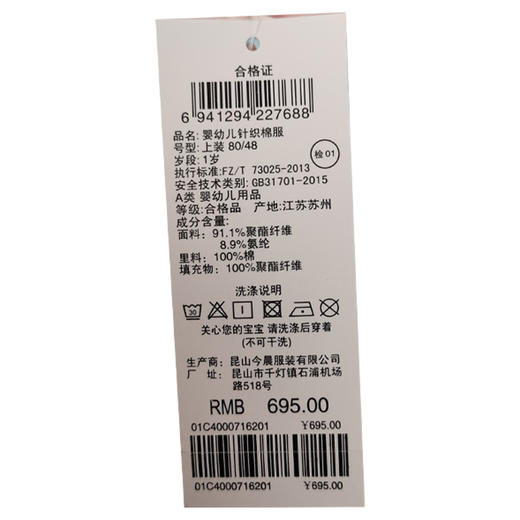 合格证
6 941294 227688
品名: 婴幼儿针织棉服
号型: 上装 80/48
岁段: 1岁
检 01
执行标准:FZ/T 73025-2013
安全技术类别: GB31701-2015
A类 婴幼儿用品
等级:合格品 产地:江苏苏州
成分含量:
面料: 91.1%聚酯纤维
8.9%氨纶
里料: 100%棉
填充物: 100%聚酯纤维
洗涤说明
30
关心您的宝宝 请洗涤后穿着
(不可干洗)
生产商: 昆山今晨服装有限公司
厂 址: 昆山市千灯镇石浦机场
路518号
RMB 695.00
01C4000716201 ¥695.00
01C4000716201 ¥695.00